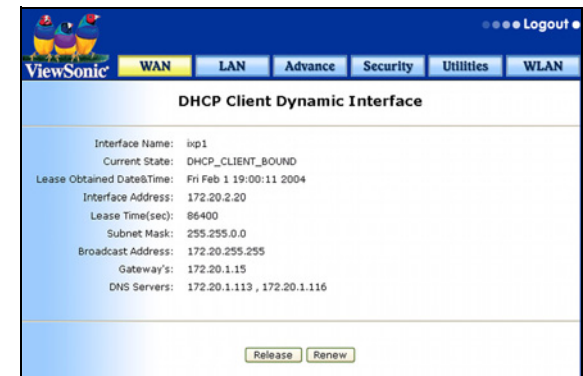 Logout
ViewSonic®
WAN LAN Advance Security Utilities WLAN
DHCP Client Dynamic Interface
Interface Name: ixp1
Current State: DHCP_CLIENT_BOUND
Lease Obtained Date&Time: Fri Feb 1 19:00:11 2004
Interface Address: 172.20.2.20
Lease Time(sec): 86400
Subnet Mask: 255.255.0.0
Broadcast Address: 172.20.255.255
Gateway's: 172.20.1.15
DNS Servers: 172.20.1.113 , 172.20.1.116
Release Renew